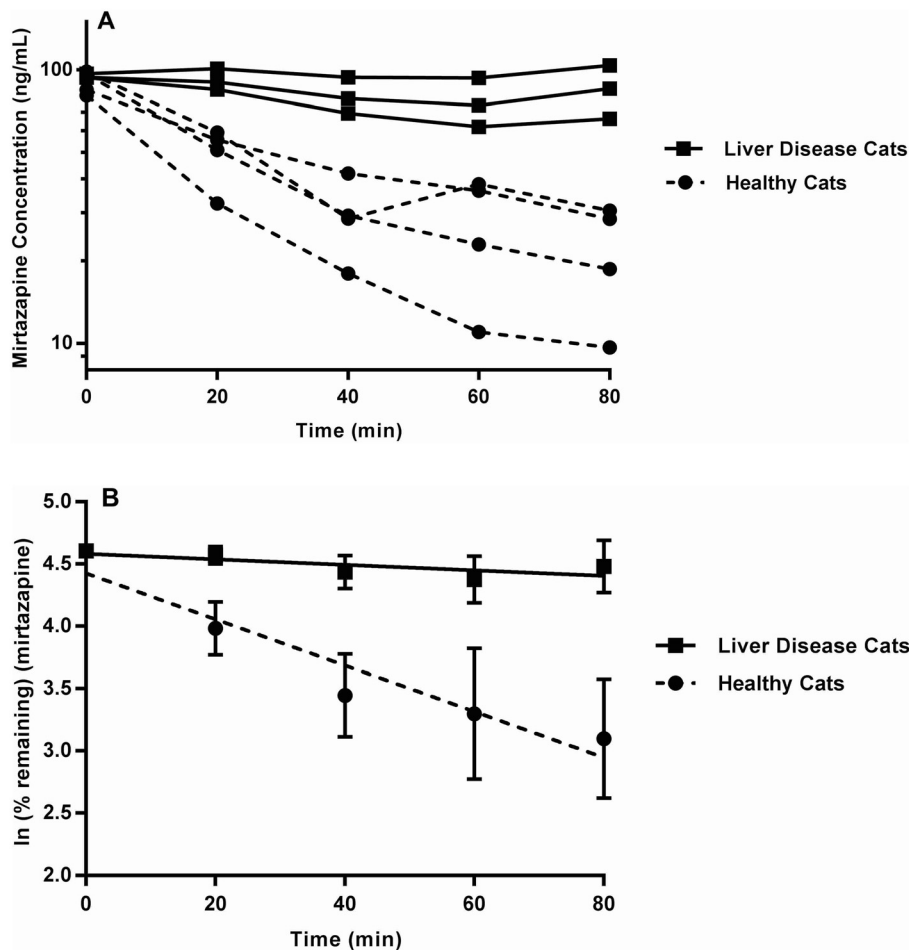 A
Mirtazapine Concentration (ng/mL)
100
10
0 20 40 60 80
Time (min)
Liver Disease Cats
Healthy Cats
B
ln (% remaining) (mirtazapine)
5.0
4.5
4.0
3.5
3.0
2.5
2.0
0 20 40 60 80
Time (min)
Liver Disease Cats
Healthy Cats